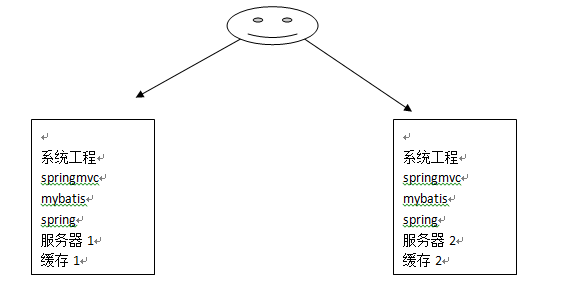 系统工程
springmvc
mybatis
spring
服务器 1
缓存 1
系统工程
springmvc
mybatis
spring
服务器 2
缓存 2